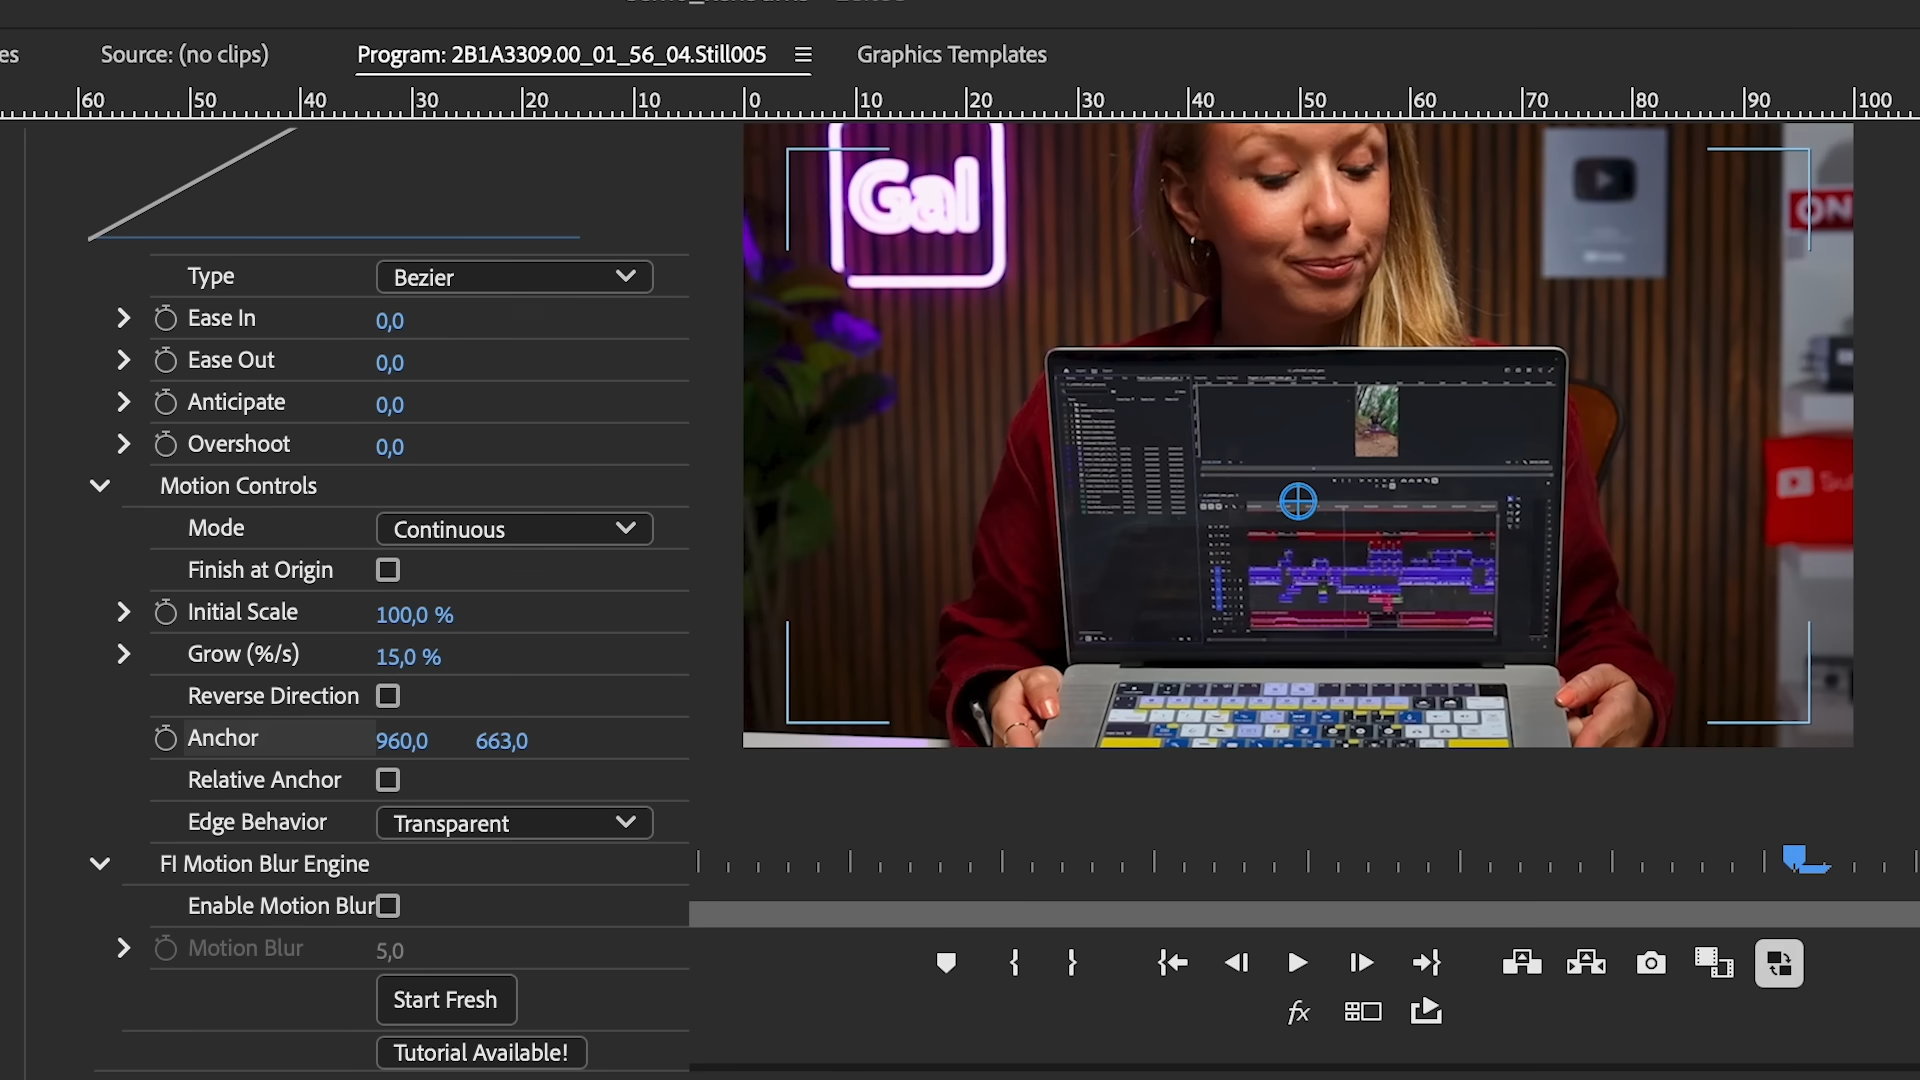 es
Source: (no clips)
Program: 2B1A3309.00_01_56_04.Still005
Graphics Templates
60 50 40 30 20 10 0 10 20 30 40 50 60 70 80 90 100
Gal
ON
Type
Bezier
Ease In
0,0
Ease Out
0,0
Anticipate
0,0
Overshoot
0,0
Motion Controls
Mode
Continuous
Finish at Origin
Initial Scale
100,0 %
Grow (%/s)
15,0 %
Reverse Direction
Anchor
960,0 663,0
Relative Anchor
Edge Behavior
Transparent
FI Motion Blur Engine
Enable Motion Blur
Motion Blur
5,0
Start Fresh
Tutorial Available!
fx